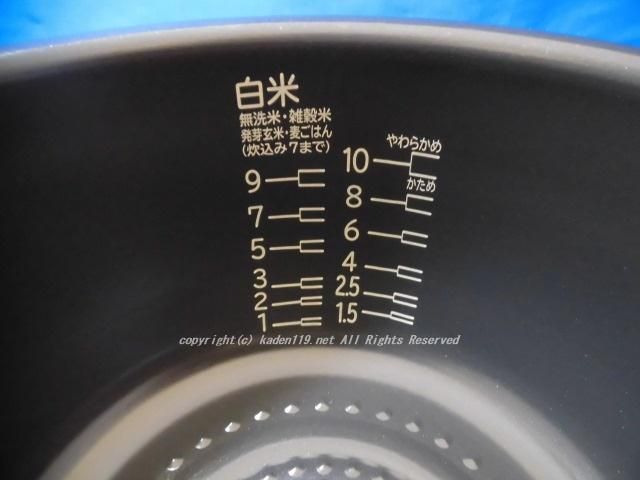 白米
無洗米・雑穀米
発芽玄米・麦ごはん
(炊込み7まで)
やわらかめ
10
かため
9
8
7
6
5
4
3
2.5
2
1.5
1
copyright(c) kaden119.net All Rights Reserved